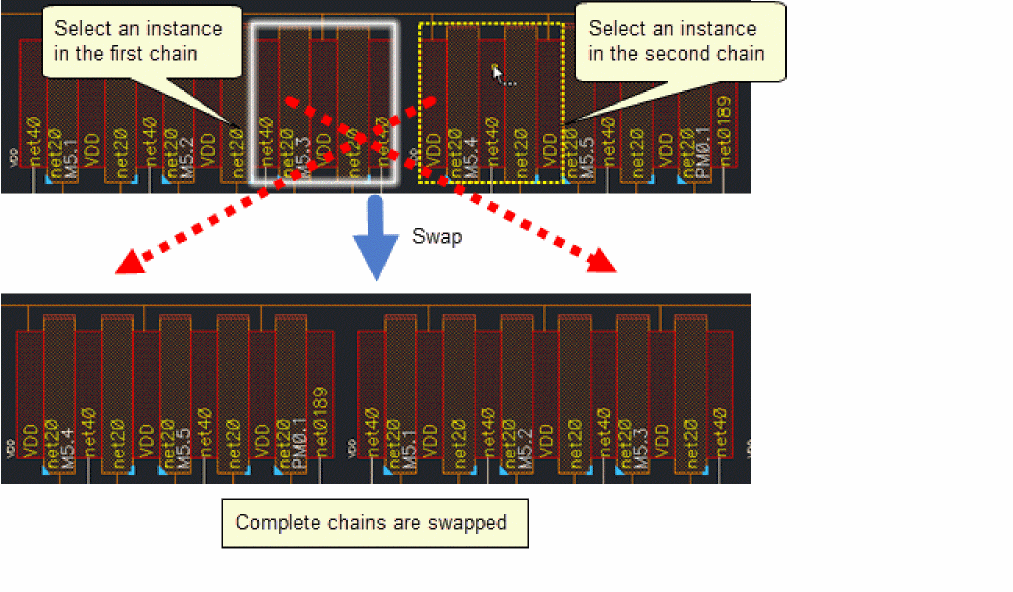 Select an instance
in the first chain
Select an instance
in the second chain
VDD
net40
net20
M5.1
VDD
net20
net40
net20
M5.2
VDD
net20
net40
net20
M5.3
VDD
net20
net40
VDD
net20
M5.4
net40
net20
VDD
net20
M5.5
net40
net20
VDD
net20
PM0.1
net0189
Swap
VDD
VDD
net20
M5.4
net40
net20
VDD
net20
M5.5
net40
net20
VDD
net20
PM0.1
net0189
VDD
net40
net20
M5.1
VDD
net20
net40
net20
M5.2
VDD
net20
net40
net20
M5.3
VDD
net20
net40
Complete chains are swapped